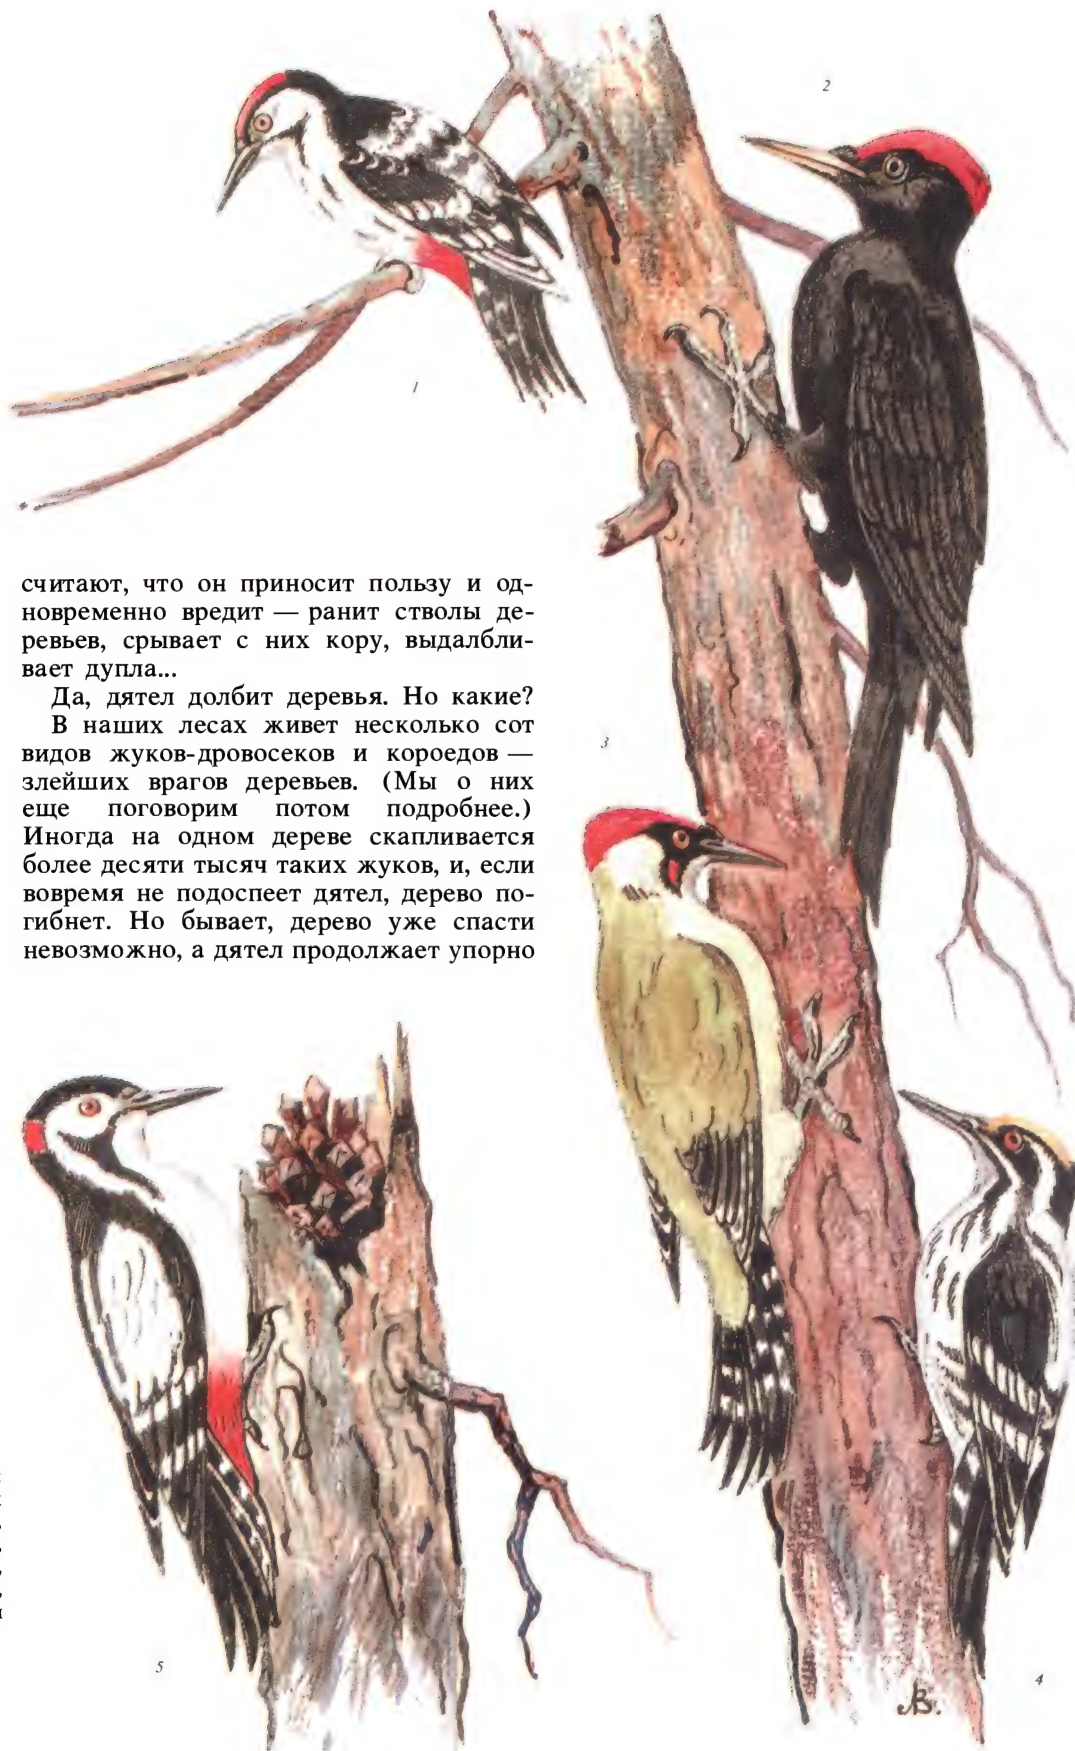 2
1
считают, что он приносит пользу и од-
новременно вредит — ранит стволы де-
ревьев, срывает с них кору, выдалбли-
вает дупла...
Да, дятел долбит деревья. Но какие?
В наших лесах живет несколько сот
видов жуков-дровосеков и короедов —
злейших врагов деревьев. (Мы о них
еще поговорим потом подробнее.)
Иногда на одном дереве скапливается
более десяти тысяч таких жуков, и, если
вовремя не подоспеет дятел, дерево по-
гибнет. Но бывает, дерево уже спасти
невозможно, а дятел продолжает упорно
3
5
4